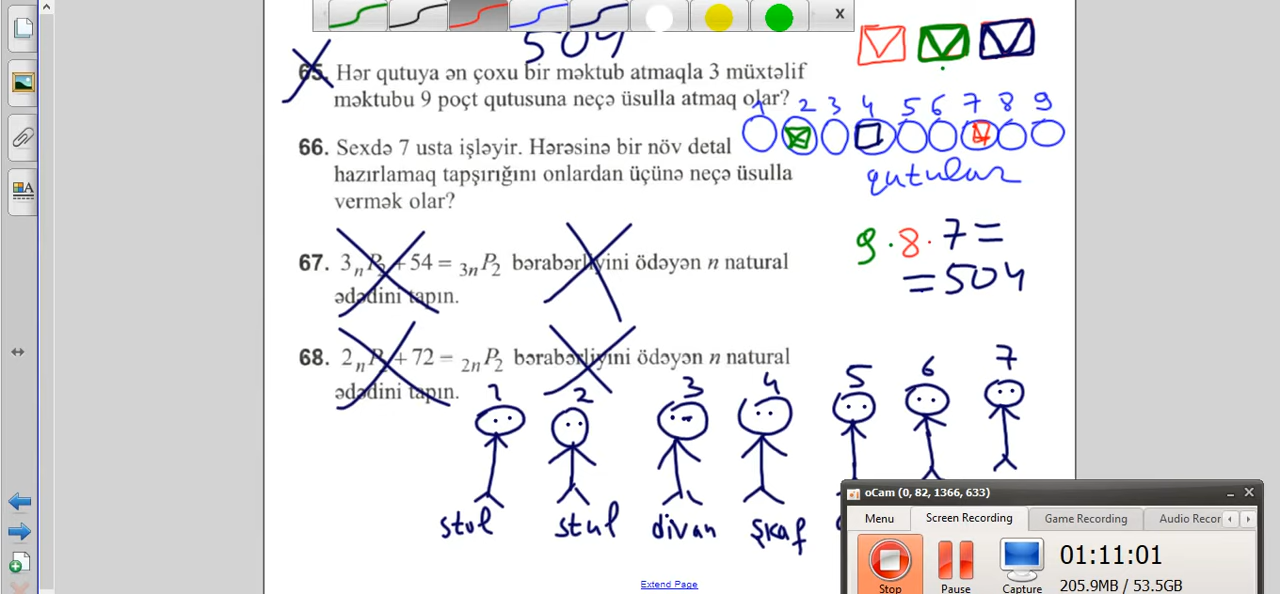 X
504
65. Hər qutuya ən çoxu bir məktub atmaqla 3 müxtəlif
məktubu 9 poçt qutusuna neçə üsulla atmaq olar?
1 2 3 4 5 6 7 8 9
qutular
66. Sexdə 7 usta işləyir. Hərəsinə bir növ detal
hazırlamaq tapşırığını onlardan üçünə neçə üsulla
vermək olar?
9 · 8 · 7 =
= 504
67. 3 nP2 + 54 = 3nP2 bərabərliyini ödəyən n natural
ədədini tapın.
68. 2 nP2 + 72 = 2nP2 bərabərliyini ödəyən n natural
ədədini tapın.
1 2 3 4 5 6 7
stol stul divan şkaf
oCam (0, 82, 1366, 633)
Menu Screen Recording Game Recording Audio Recor
01:11:01
Stop Pause Capture 205.9MB / 53.5GB
Extend Page